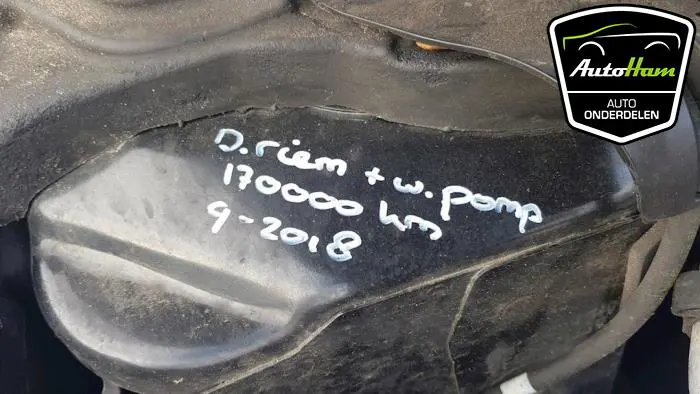 AutoHam
AUTO
ONDERDELEN
D.riem + w. pomp
170000 km
9-2018